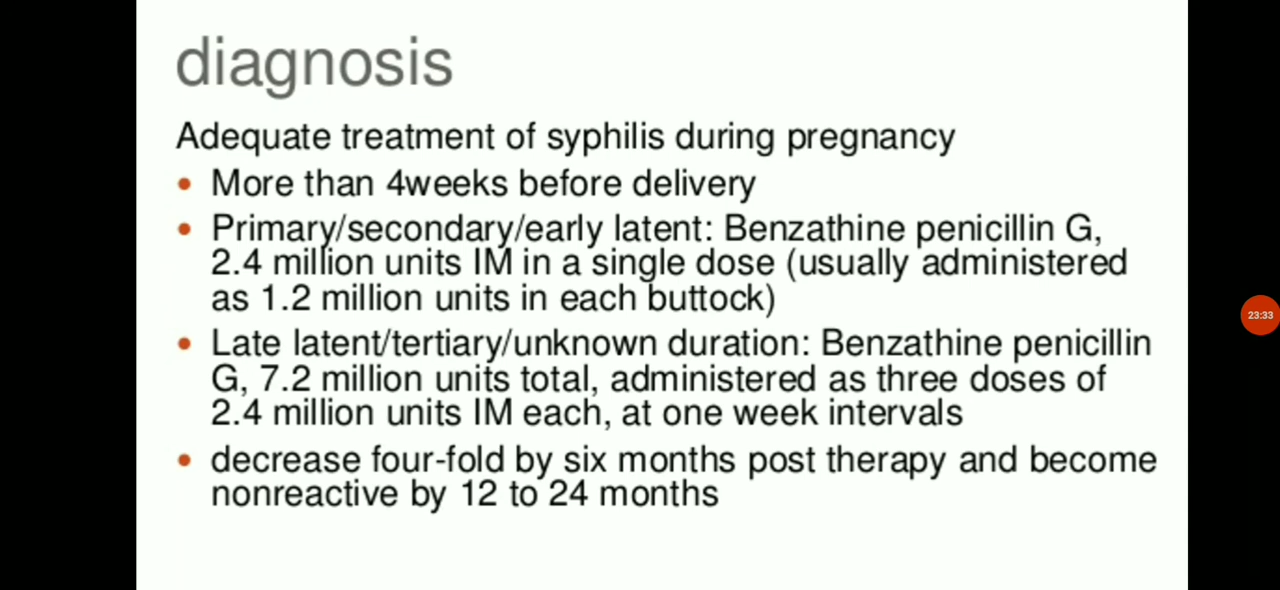 diagnosis
Adequate treatment of syphilis during pregnancy
• More than 4weeks before delivery
• Primary/secondary/early latent: Benzathine penicillin G,
2.4 million units IM in a single dose (usually administered
as 1.2 million units in each buttock)
• Late latent/tertiary/unknown duration: Benzathine penicillin
G, 7.2 million units total, administered as three doses of
2.4 million units IM each, at one week intervals
• decrease four-fold by six months post therapy and become
nonreactive by 12 to 24 months
23:33